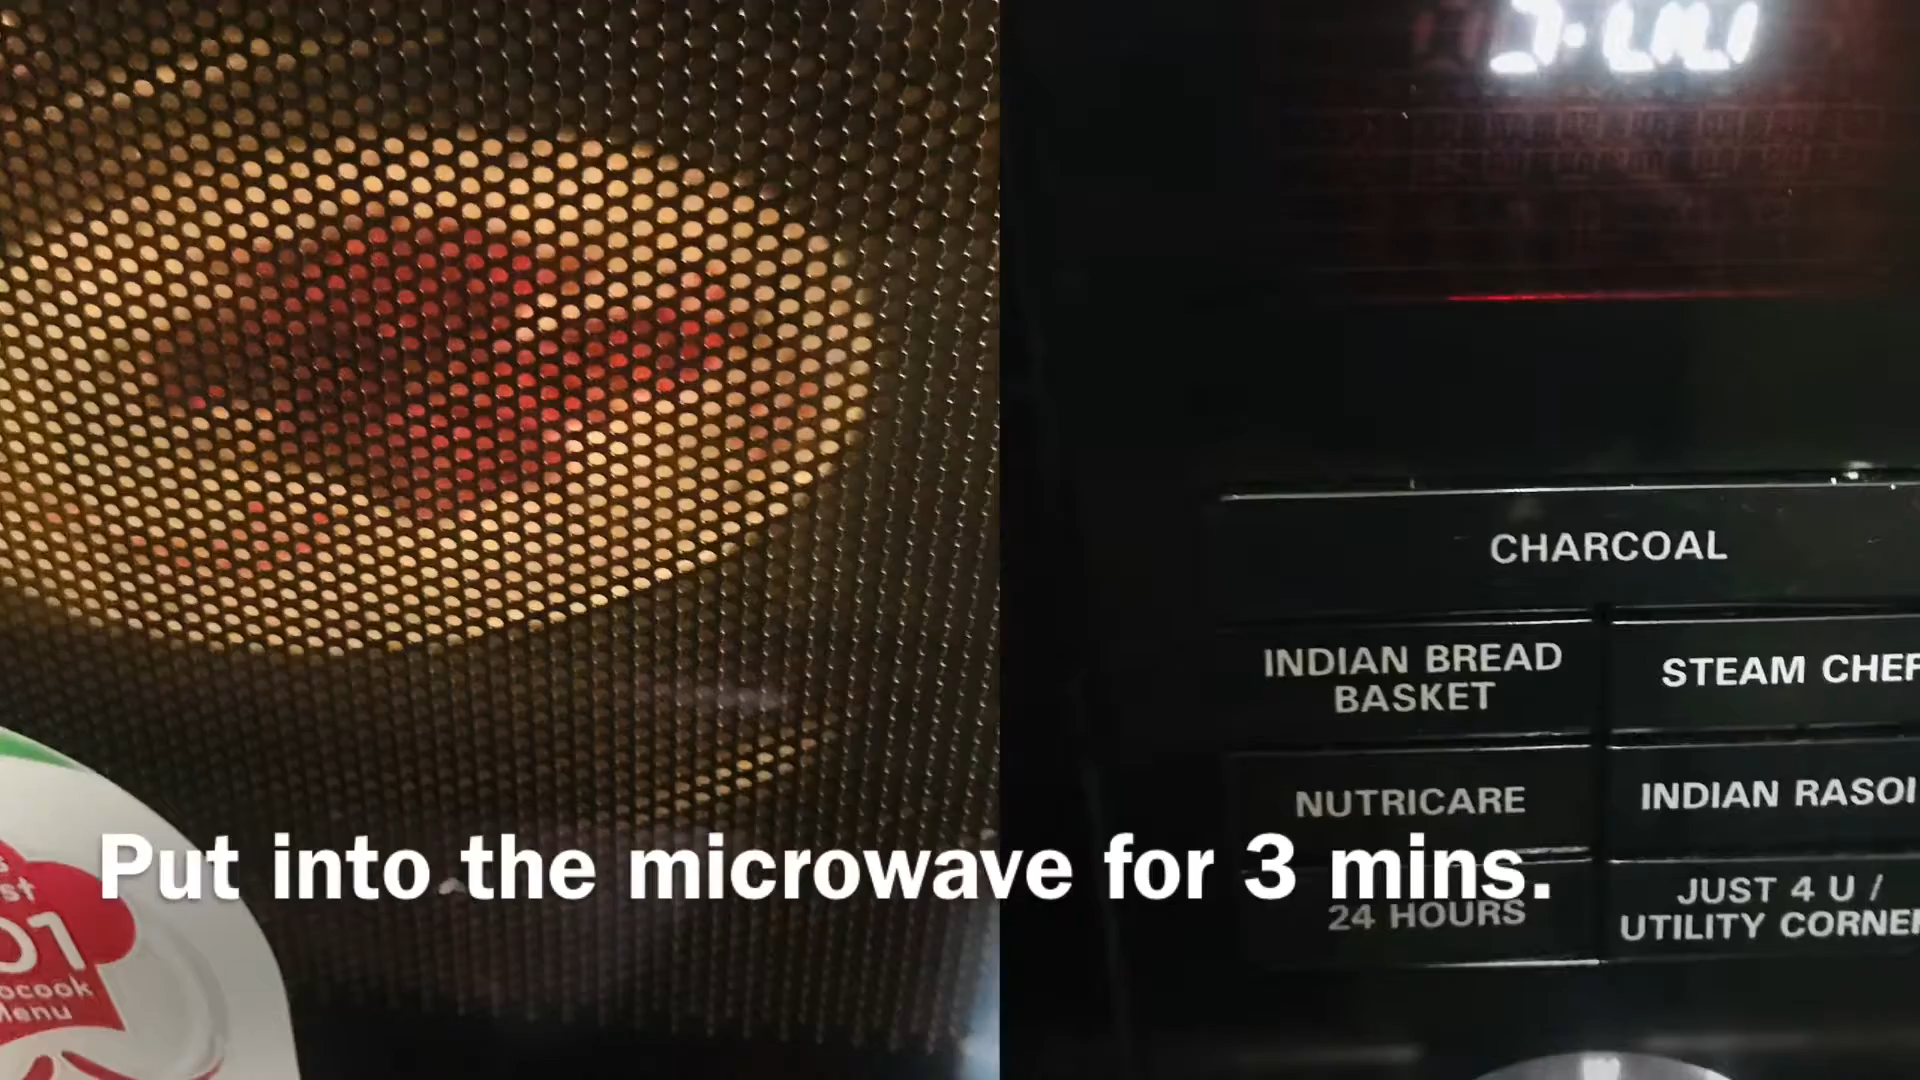 CHARCOAL
INDIAN BREAD
BASKET
STEAM CHEF
NUTRICARE
INDIAN RASOI
Put into the microwave for 3 mins.
24 HOURS
JUST 4 U /
UTILITY CORNER
Menu